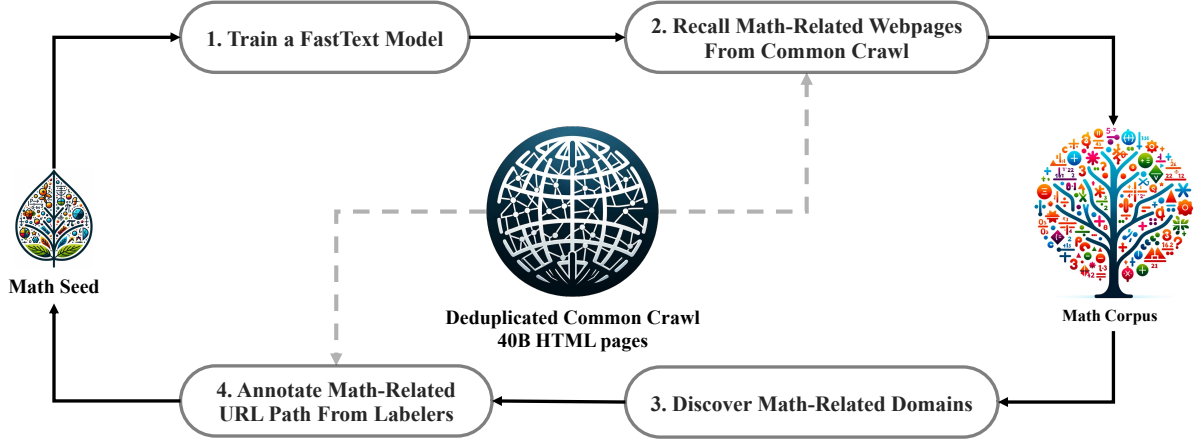 1. Train a FastText Model
2. Recall Math-Related Webpages
From Common Crawl
Math Seed
Deduplicated Common Crawl
40B HTML pages
Math Corpus
4. Annotate Math-Related
URL Path From Labelers
3. Discover Math-Related Domains